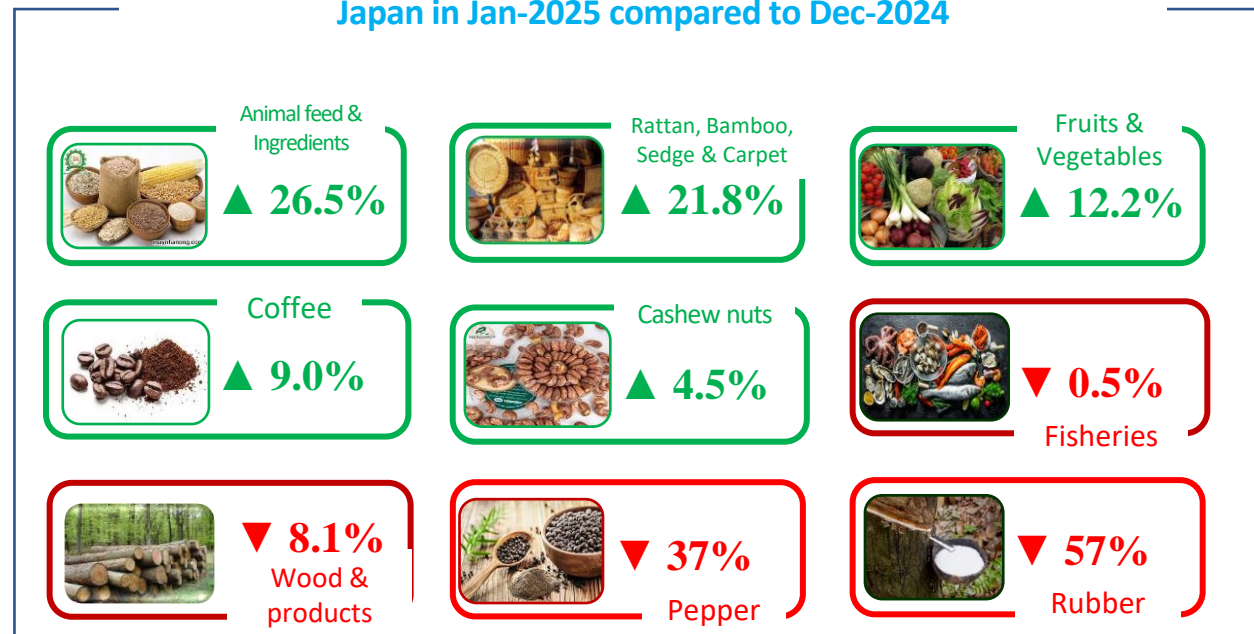 Japan in Jan-2025 compared to Dec-2024
Animal feed &
Ingredients
▲ 26.5%
Rattan, Bamboo,
Sedge & Carpet
▲ 21.8%
Fruits &
Vegetables
▲ 12.2%
Coffee
▲ 9.0%
Cashew nuts
▲ 4.5%
▼ 0.5%
Fisheries
▼ 8.1%
Wood &
products
▼ 37%
Pepper
▼ 57%
Rubber